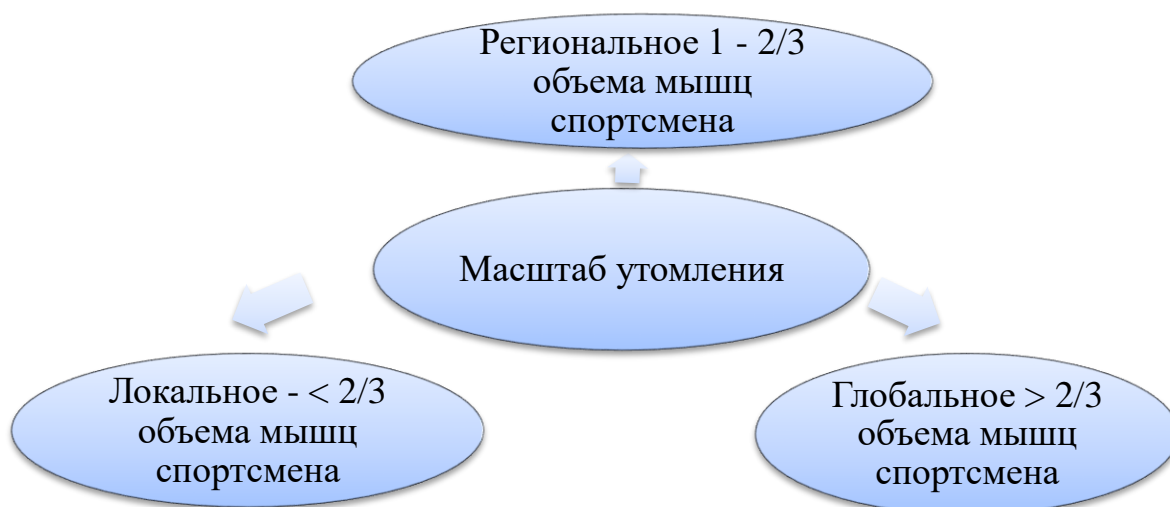 Региональное 1 - 2/3
объема мышц
спортсмена
Масштаб утомления
Локальное - < 2/3
объема мышц
спортсмена
Глобальное > 2/3
объема мышц
спортсмена